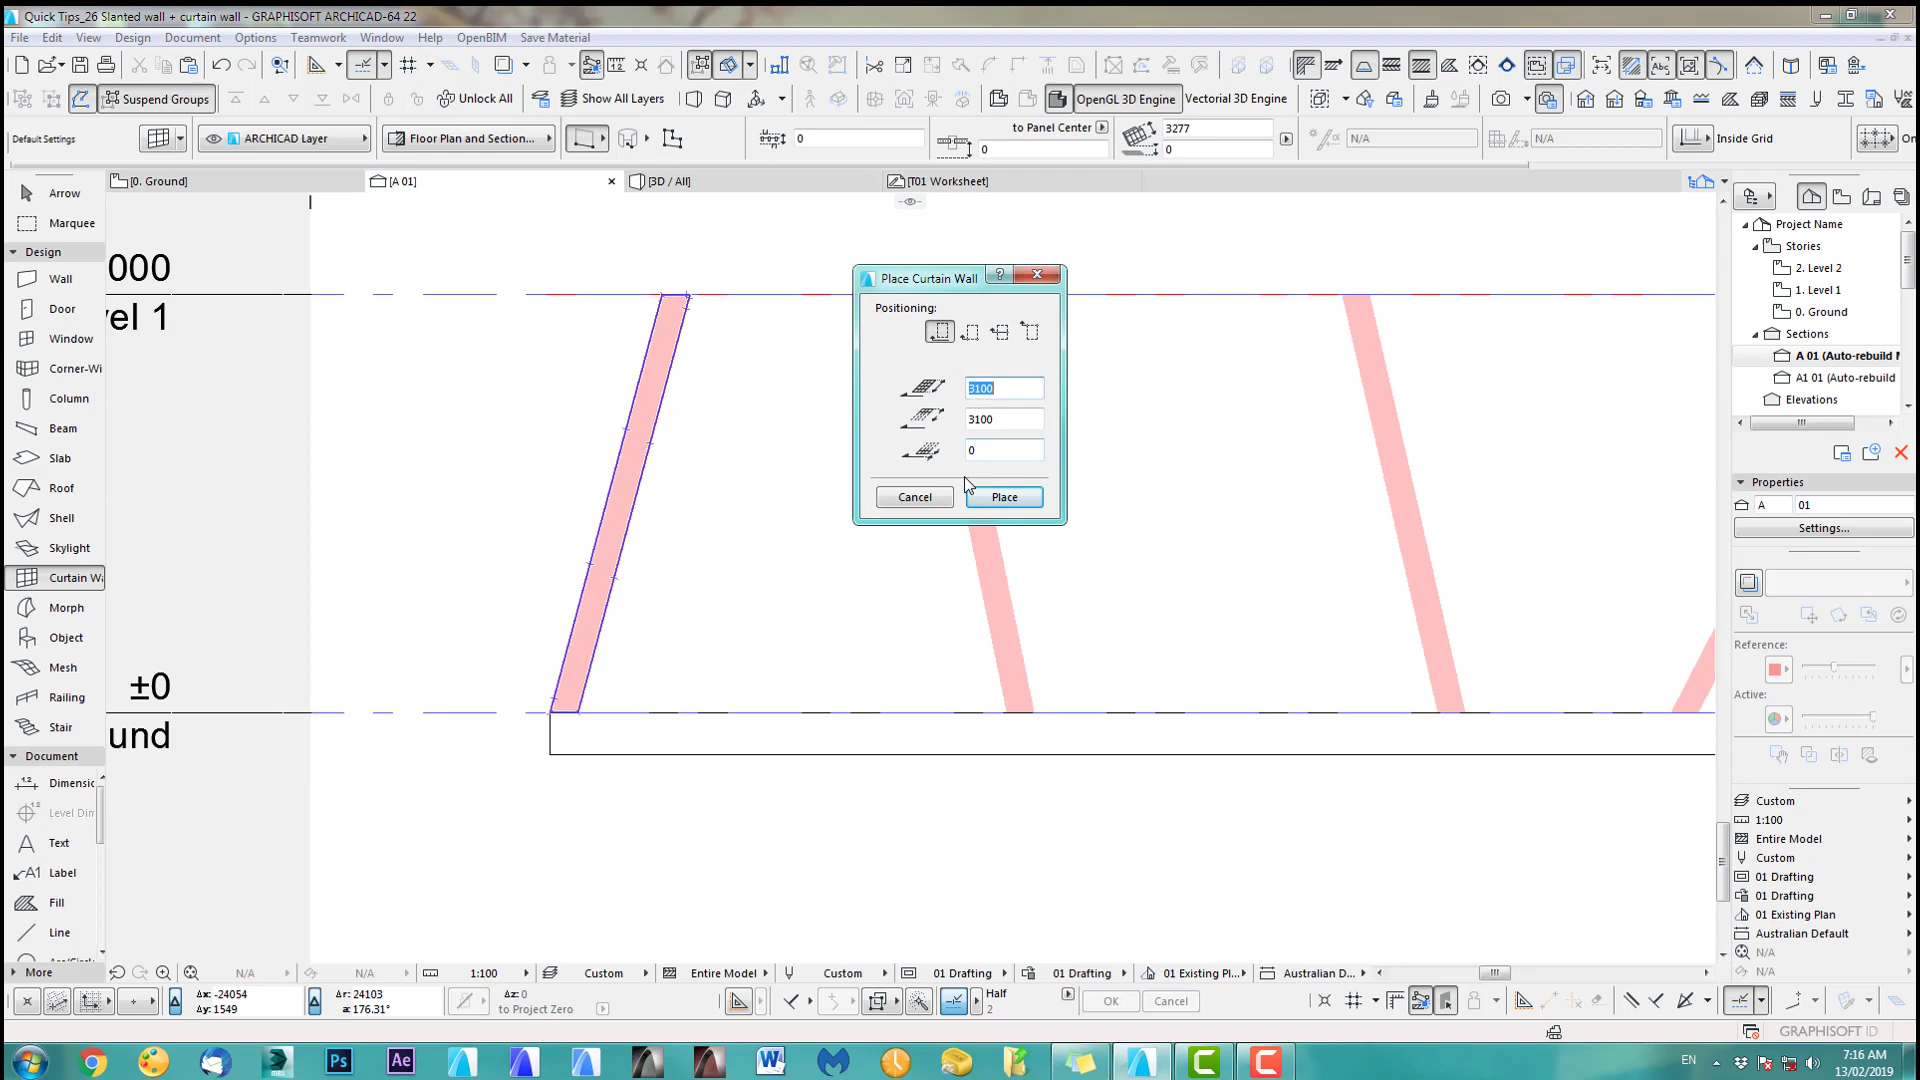 Quick Tips_26 Slanted wall + curtain wall - GRAPHISOFT ARCHICAD-64 22
File Edit View Design Document Options Teamwork Window Help OpenBIM Save Material
Suspend Groups
Unlock All
Show All Layers
OpenGL 3D Engine
Vectorial 3D Engine
Default Settings
ARCHICAD Layer
Floor Plan and Section...
0
to Panel Center
0
3277
0
N/A
N/A
Inside Grid
On
[0. Ground]
[A 01]
[3D / All]
[T01 Worksheet]
Arrow
Marquee
Design
Wall
Door
Window
Corner-Wi
Column
Beam
Slab
Roof
Shell
Skylight
Curtain Wa
Morph
Object
Mesh
Railing
Stair
Document
Dimensic
Level Dim
Text
A1 Label
Fill
Line
More
000
vel 1
±0
und
Place Curtain Wall
Positioning:
3100
3100
0
Cancel
Place
Project Name
Stories
2. Level 2
1. Level 1
0. Ground
Sections
A 01 (Auto-rebuild M
A1 01 (Auto-rebuild
Elevations
Properties
A
01
Settings...
Reference:
Active:
Custom
1:100
Entire Model
Custom
01 Drafting
01 Drafting
01 Existing Plan
Australian Default
N/A
N/A
N/A
N/A
1:100
Custom
Entire Model
Custom
01 Drafting
01 Drafting
01 Existing Pl...
Australian D...
Δx: -24054
Δy: 1549
Δr: 24103
a: 176.31°
Δz: 0
to Project Zero
Half
2
OK
Cancel
GRAPHISOFT ID
Ps
Ae
EN
7:16 AM
13/02/2019